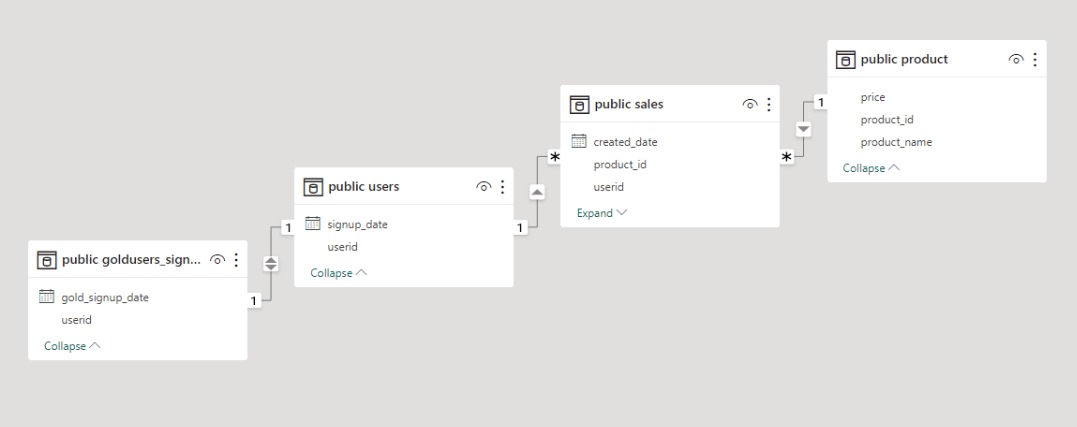 public goldusers_sign...
gold_signup_date
userid
Collapse
1
1
public users
signup_date
userid
Collapse
1
*
public sales
created_date
product_id
userid
Expand
*
1
public product
price
product_id
product_name
Collapse